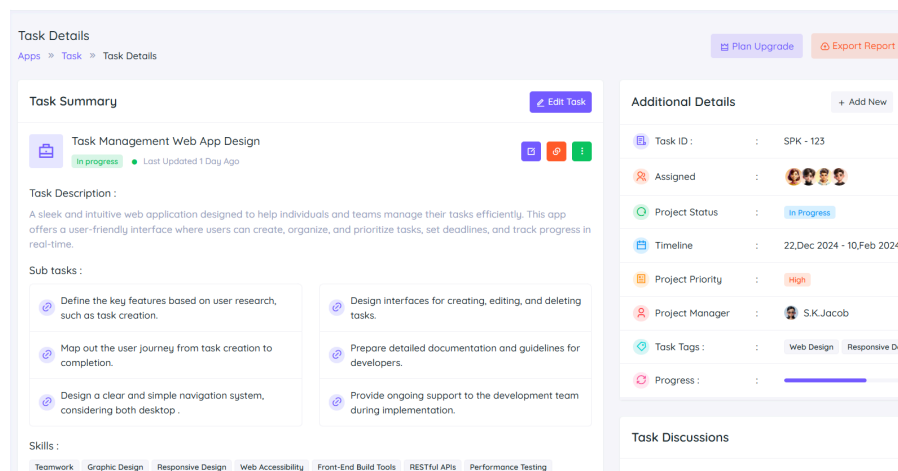 Task Details
Apps » Task » Task Details
Plan Upgrade
Export Report
Task Summary
Edit Task
Task Management Web App Design
In progress
Last Updated 1 Day Ago
Task Description :
A sleek and intuitive web application designed to help individuals and teams manage their tasks efficiently. This app
offers a user-friendly interface where users can create, organize, and prioritize tasks, set deadlines, and track progress in
real-time.
Sub tasks :
Define the key features based on user research,
such as task creation.
Design interfaces for creating, editing, and deleting
tasks.
Map out the user journey from task creation to
completion.
Prepare detailed documentation and guidelines for
developers.
Design a clear and simple navigation system,
considering both desktop .
Provide ongoing support to the development team
during implementation.
Skills :
Teamwork Graphic Design Responsive Design Web Accessibility Front-End Build Tools RESTful APIs Performance Testing
Additional Details
+ Add New
Task ID : : SPK - 123
Assigned :
Project Status : In Progress
Timeline : 22,Dec 2024 - 10,Feb 2024
Project Priority : High
Project Manager : S.K.Jacob
Task Tags : : Web Design Responsive
Progress : :
Task Discussions